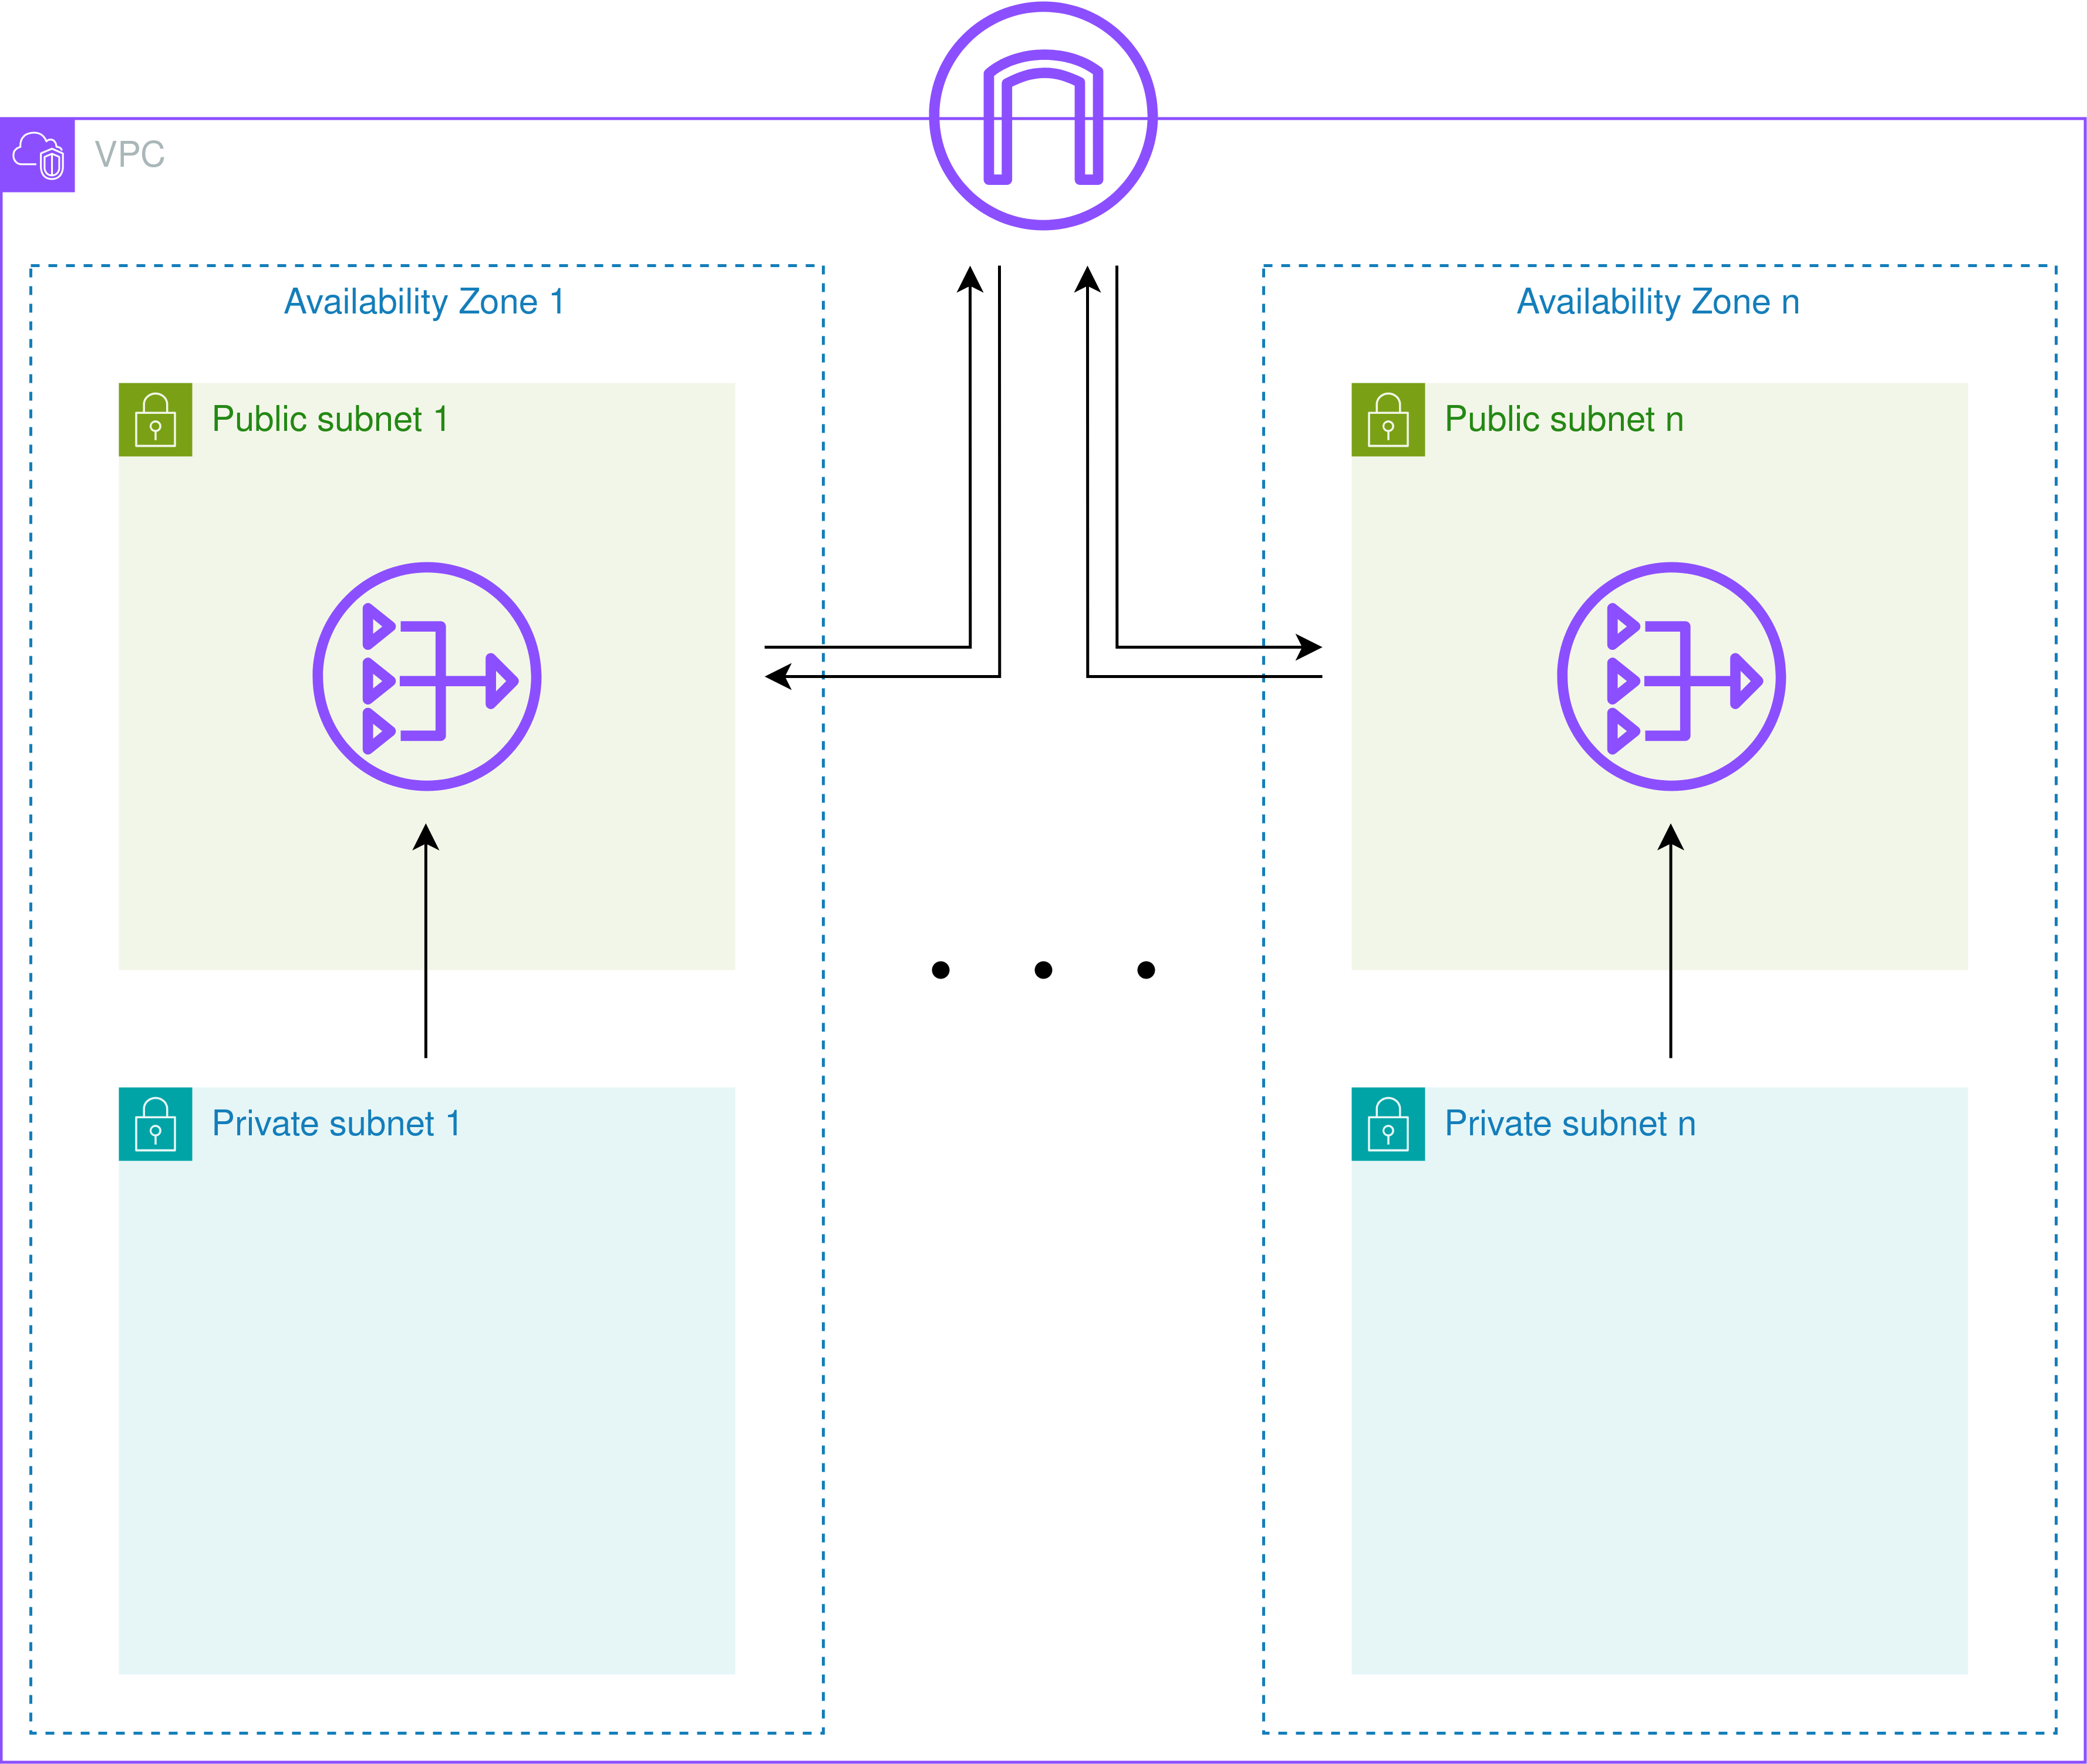 VPC
Availability Zone 1
Availability Zone n
Public subnet 1
Public subnet n
Private subnet 1
Private subnet n